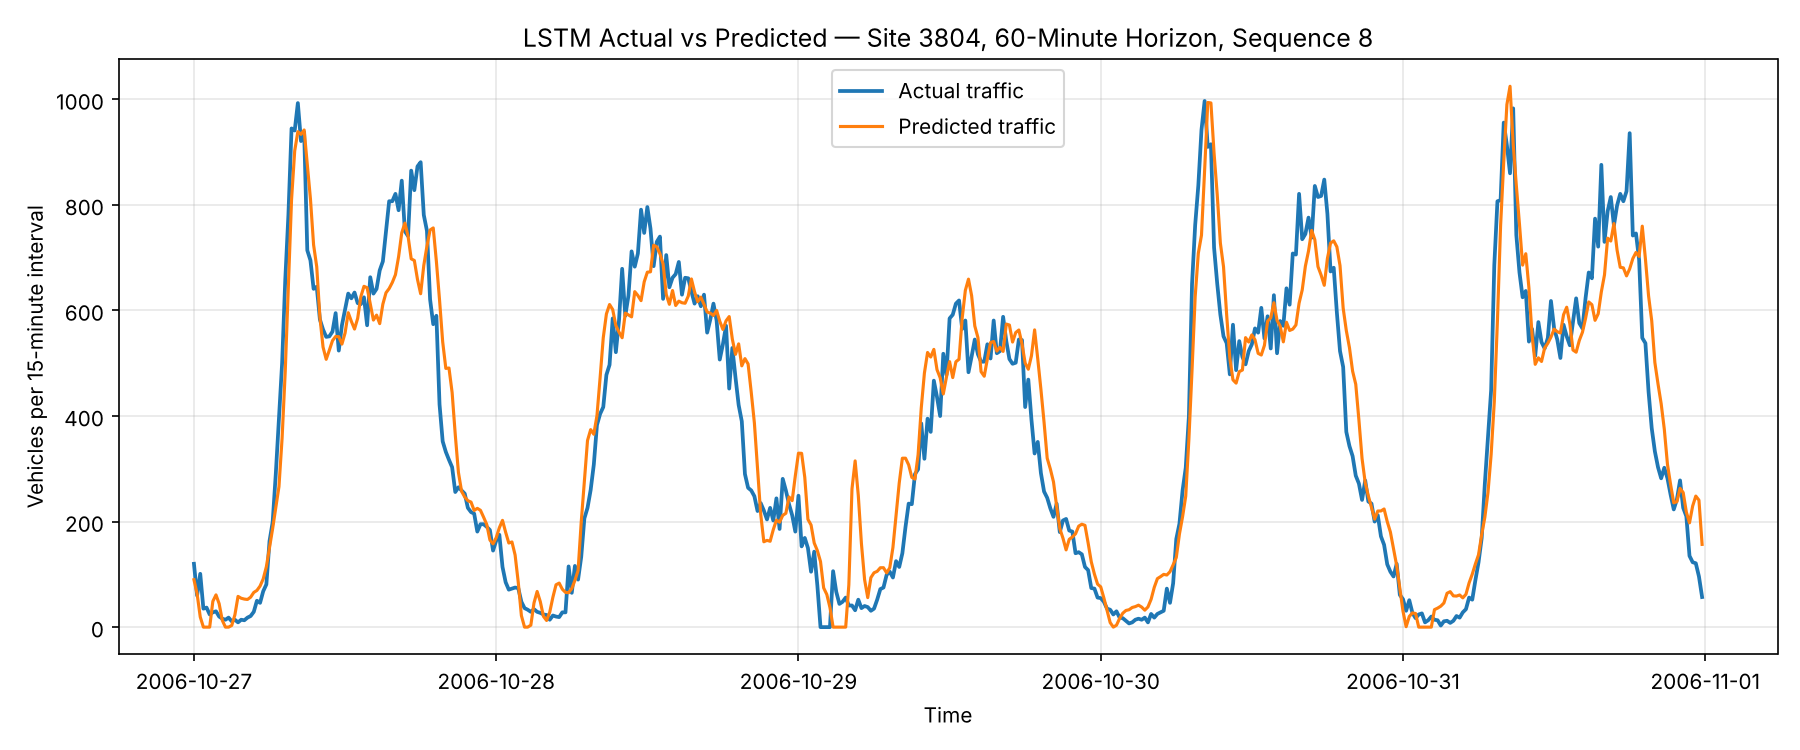 LSTM Actual vs Predicted — Site 3804, 60-Minute Horizon, Sequence 8
Actual traffic
Predicted traffic
Vehicles per 15-minute interval
1000
800
600
400
200
0
2006-10-27
2006-10-28
2006-10-29
2006-10-30
2006-10-31
2006-11-01
Time